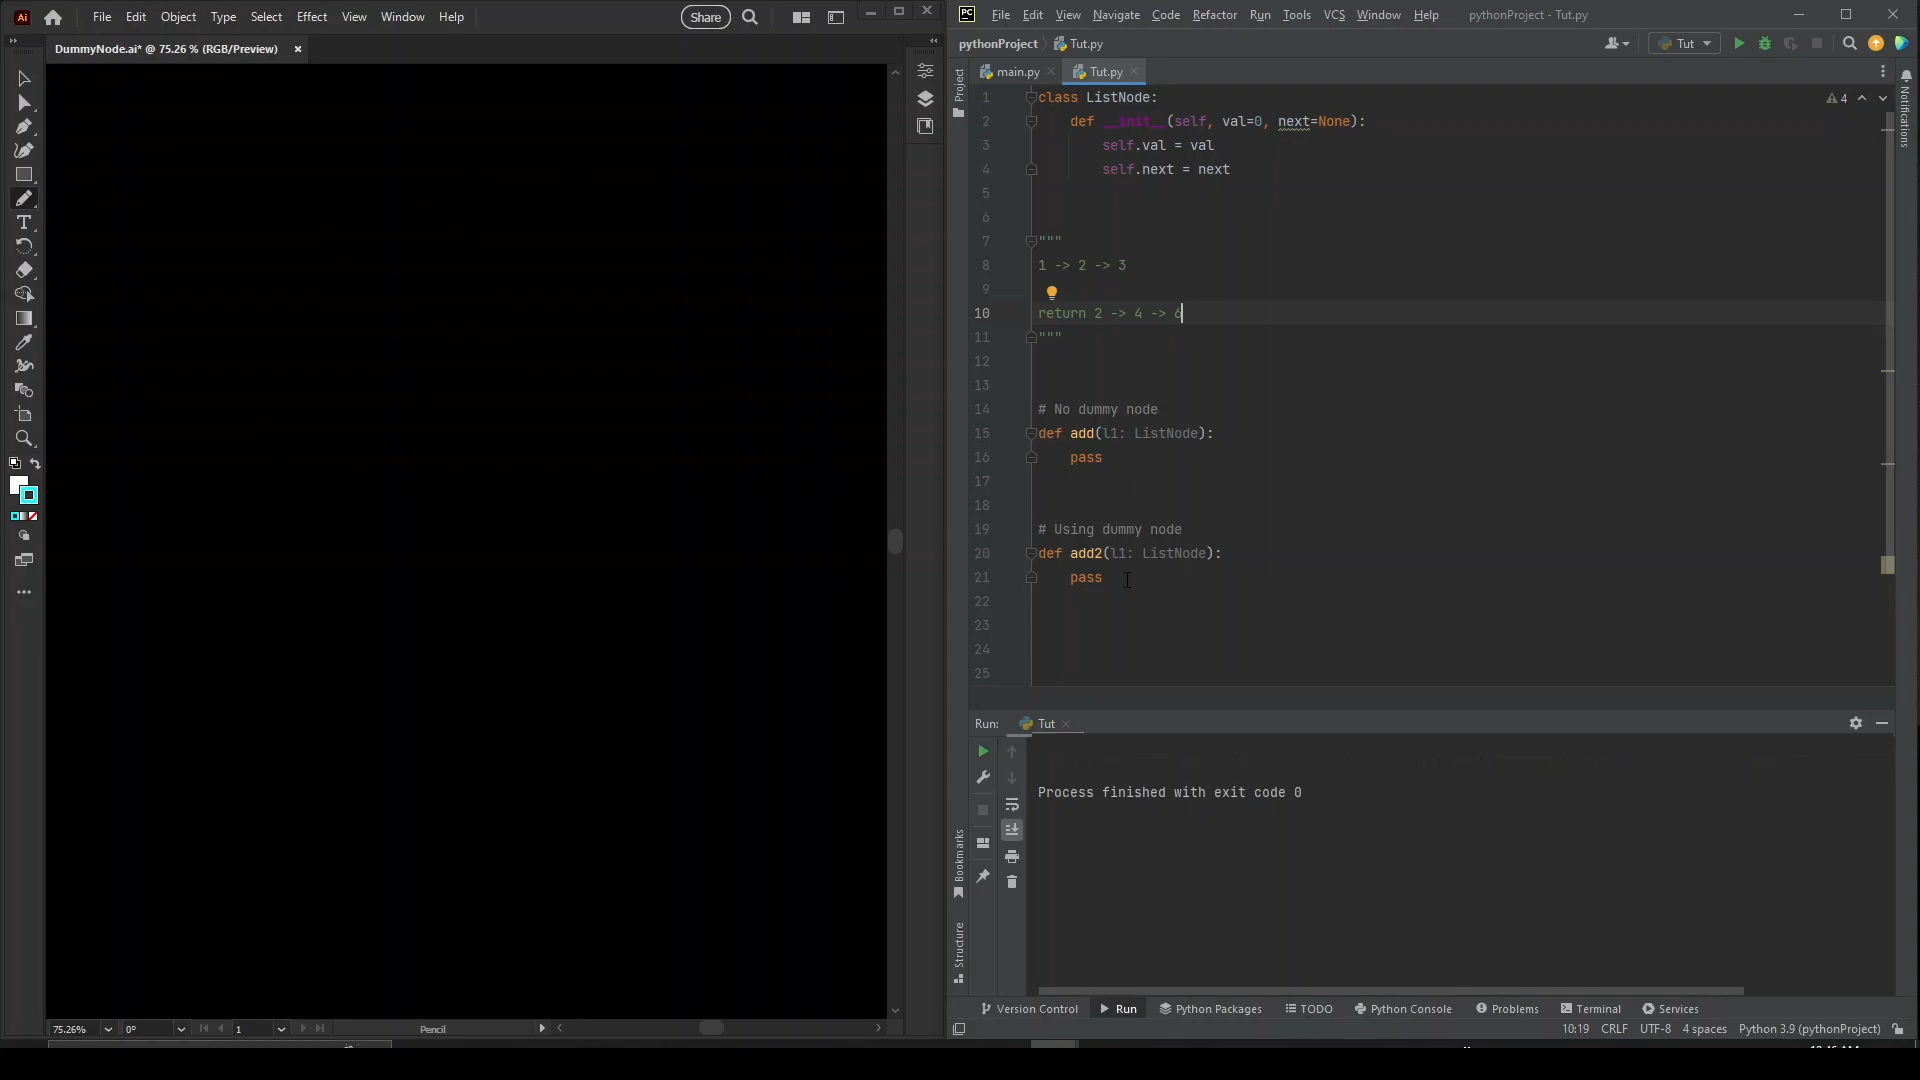 Ai File Edit Object Type Select Effect View Window Help Share
DummyNode.ai* @ 75.26 % (RGB/Preview)
75.26% 0° 1 Pencil
PC File Edit View Navigate Code Refactor Run Tools VCS Window Help pythonProject - Tut.py
pythonProject Tut.py Tut
Project main.py Tut.py Notifications
4
1 class ListNode:
2 def __init__(self, val=0, next=None):
3 self.val = val
4 self.next = next
5
6
7 """
8 1 -> 2 -> 3
9
10 return 2 -> 4 -> 6
11 """
12
13
14 # No dummy node
15 def add(l1: ListNode):
16 pass
17
18
19 # Using dummy node
20 def add2(l1: ListNode):
21 pass
22
23
24
25
Run: Tut
Process finished with exit code 0
Bookmarks
Structure
Version Control Run Python Packages TODO Python Console Problems Terminal Services
10:19 CRLF UTF-8 4 spaces Python 3.9 (pythonProject)